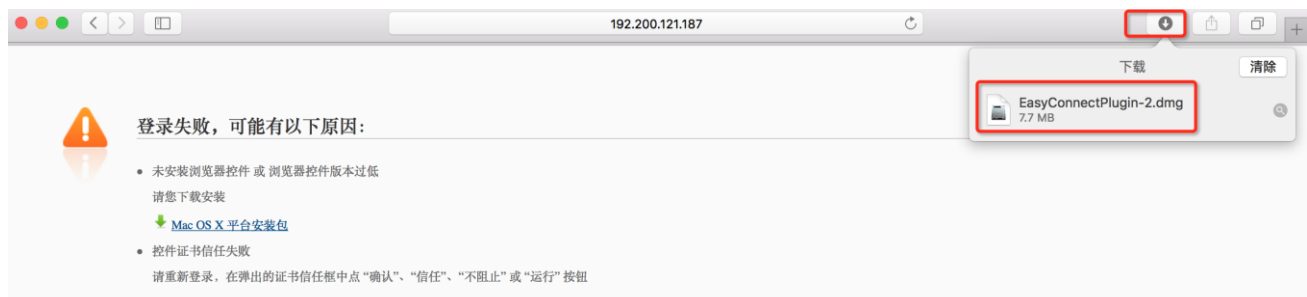 192.200.121.187
下载
清除
EasyConnectPlugin-2.dmg
7.7 MB
登录失败，可能有以下原因：
未安装浏览器控件 或 浏览器控件版本过低
请您下载安装
Mac OS X 平台安装包
控件证书信任失败
请重新登录，在弹出的证书信任框中点 “确认”、“信任”、“不阻止” 或 “运行” 按钮